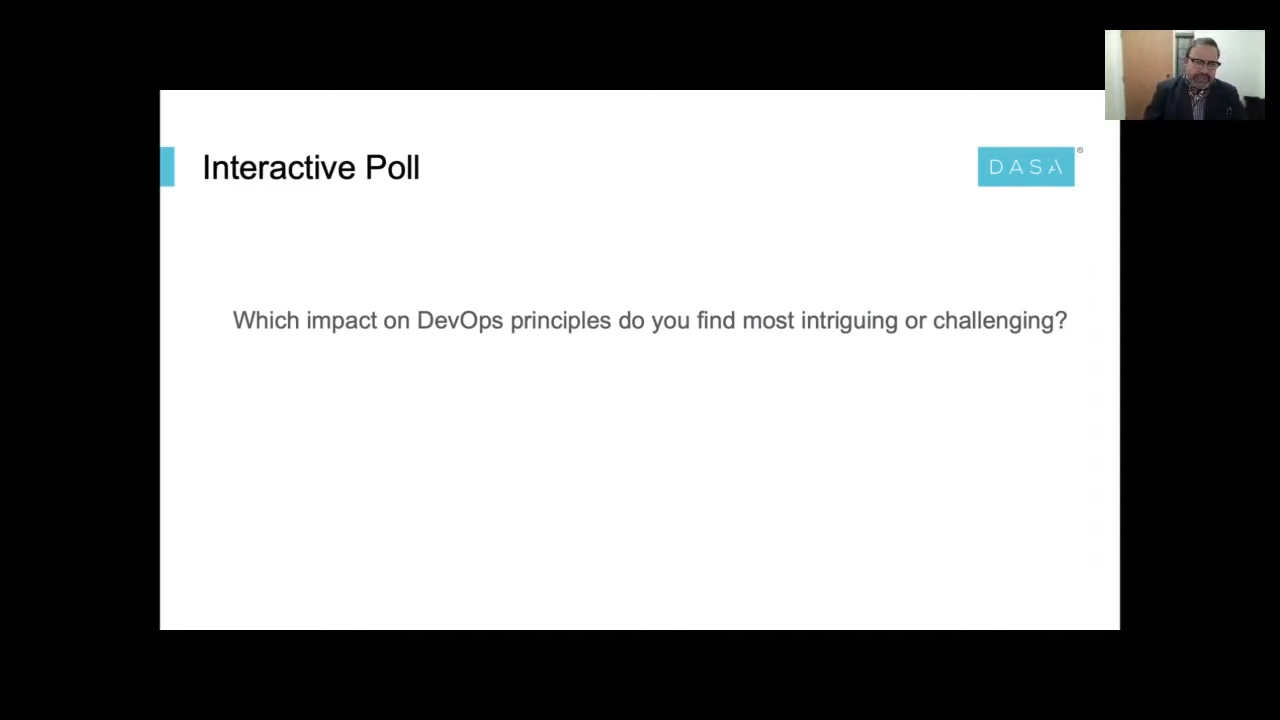 Interactive Poll
DASA®
Which impact on DevOps principles do you find most intriguing or challenging?